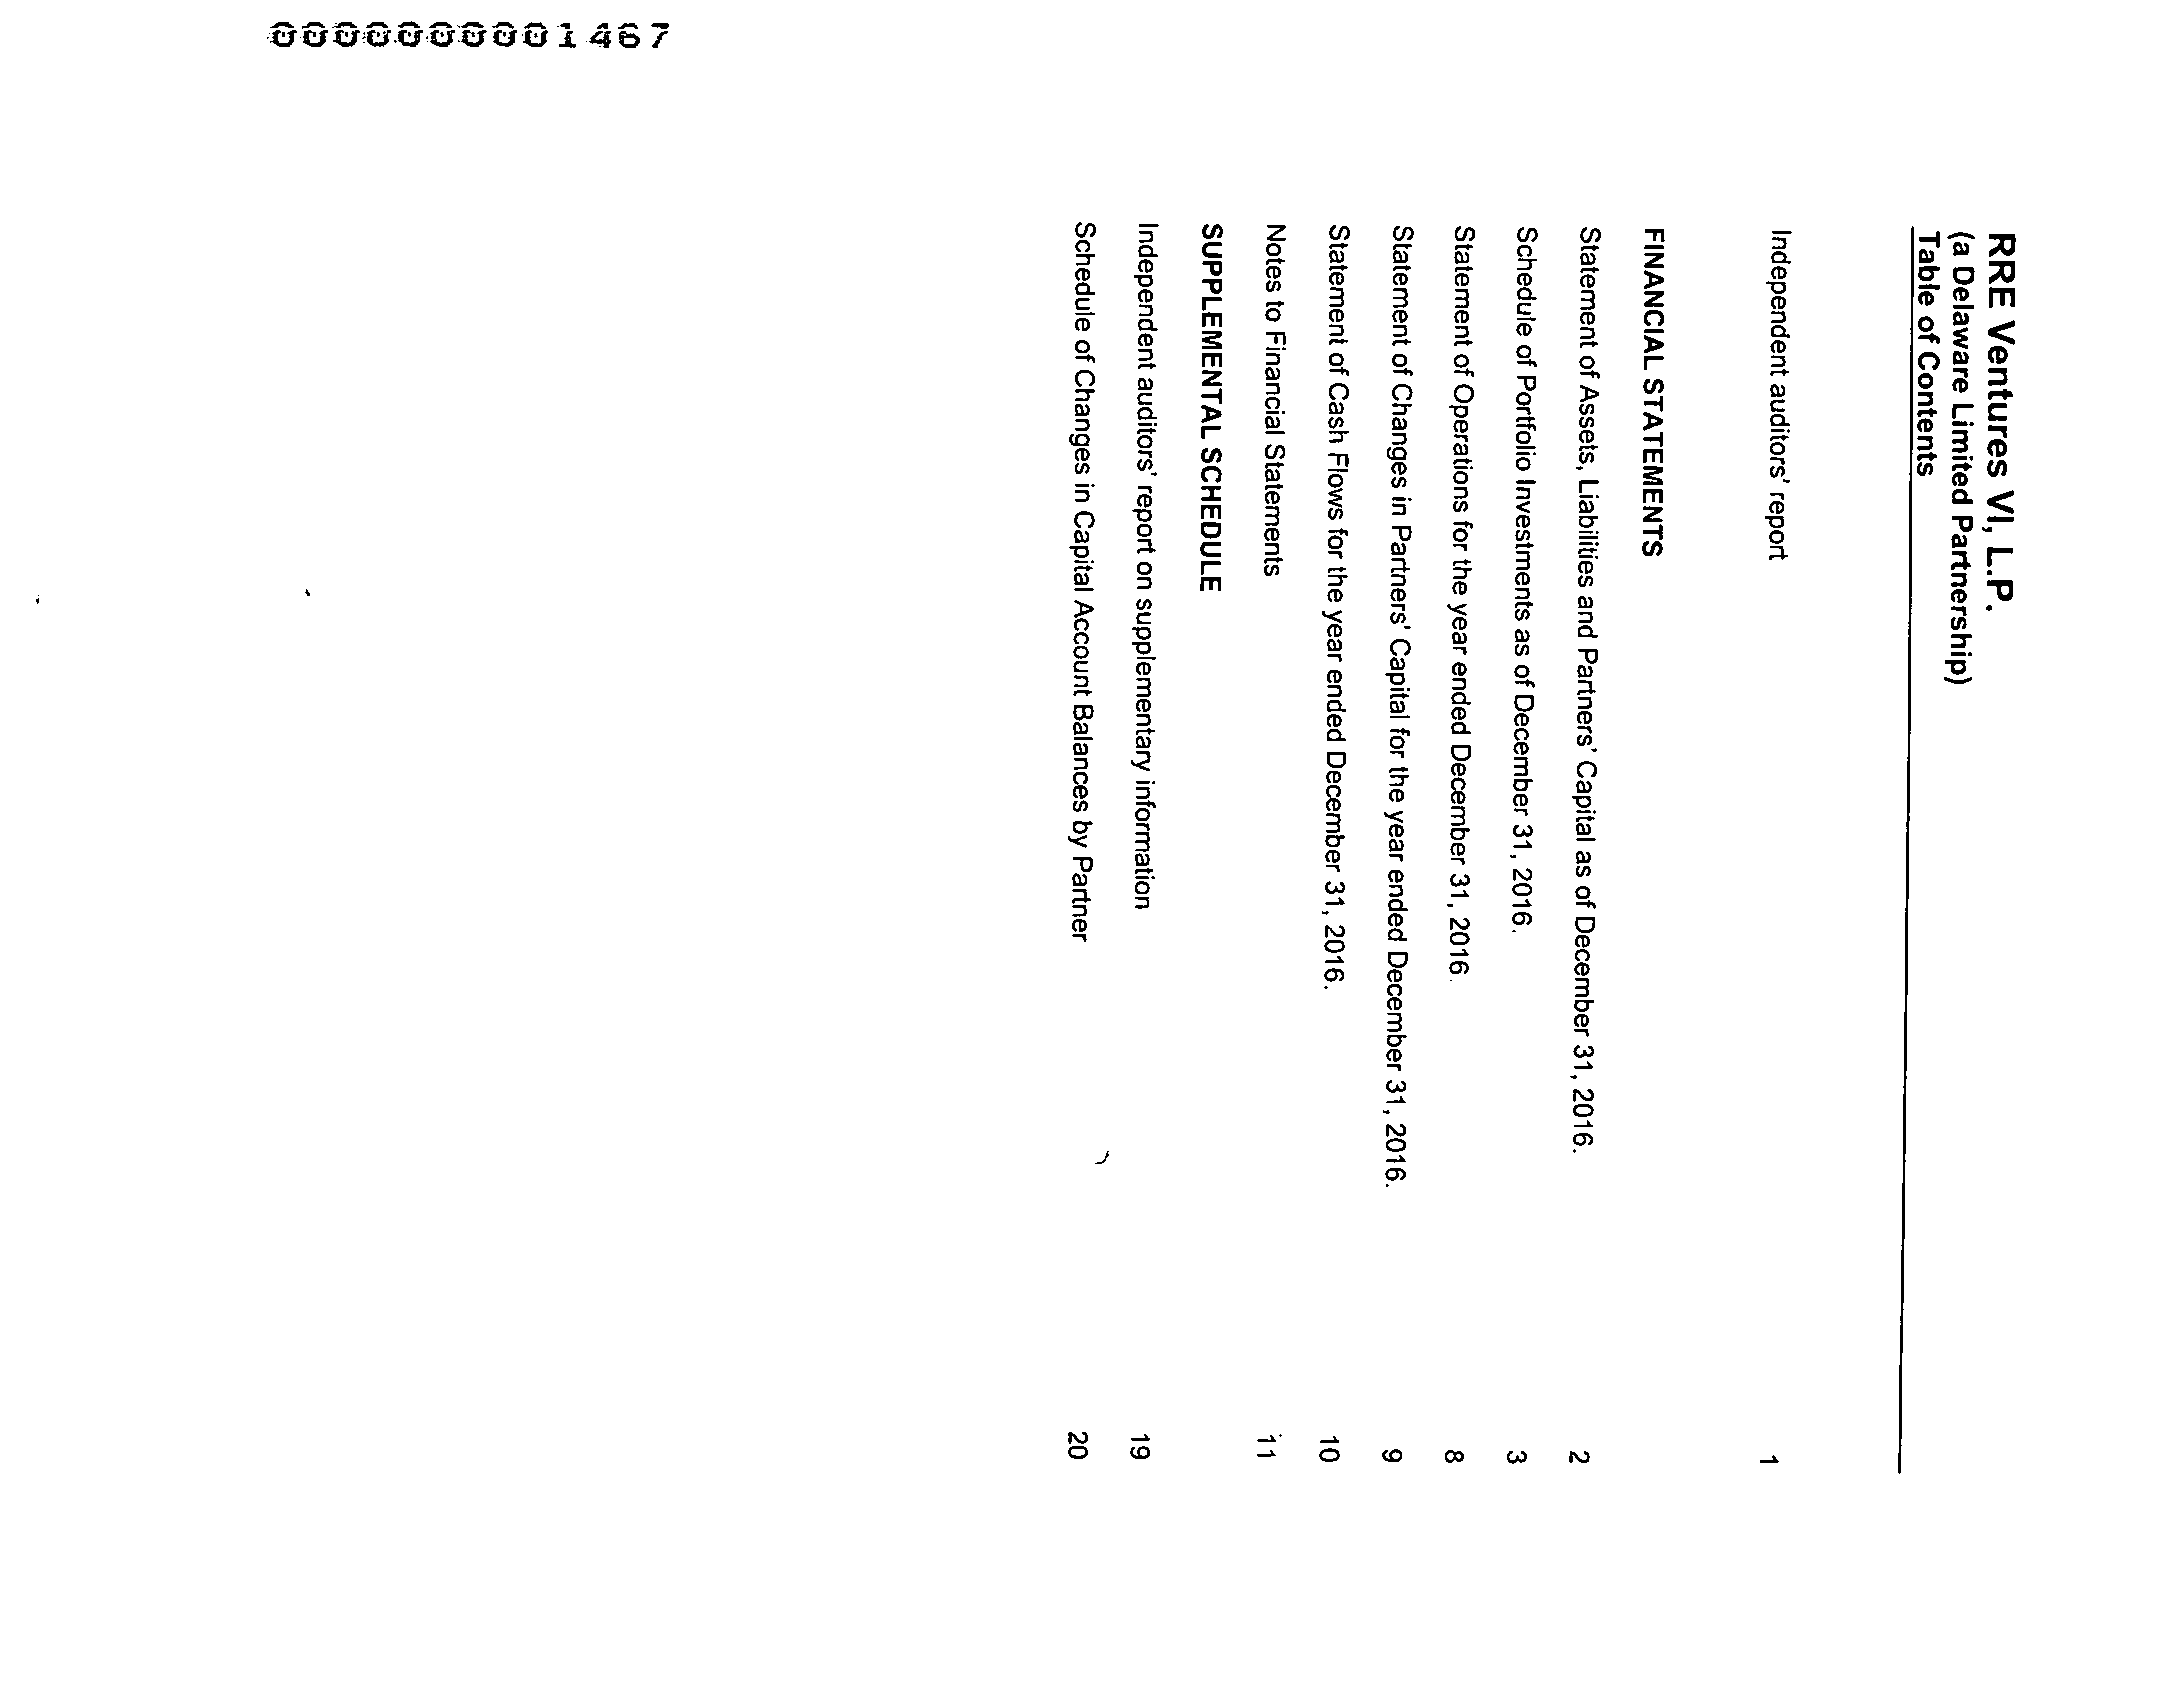 0000000001467
RRE Ventures VI, L.P.
(a Delaware Limited Partnership)
Table of Contents
Independent auditors' report 1
FINANCIAL STATEMENTS
Statement of Assets, Liabilities and Partners' Capital as of December 31, 2016. 2
Schedule of Portfolio Investments as of December 31, 2016. 3
Statement of Operations for the year ended December 31, 2016. 8
Statement of Changes in Partners' Capital for the year ended December 31, 2016. 9
Statement of Cash Flows for the year ended December 31, 2016. 10
Notes to Financial Statements 11
SUPPLEMENTAL SCHEDULE
Independent auditors' report on supplementary information 19
Schedule of Changes in Capital Account Balances by Partner 20